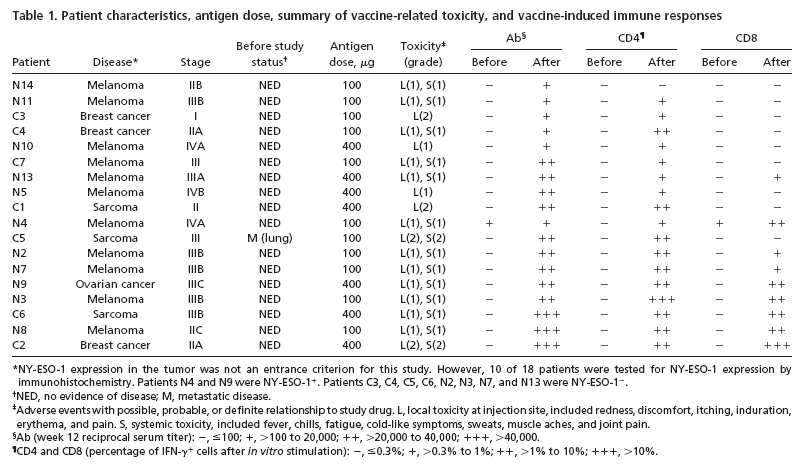 Table 1. Patient characteristics, antigen dose, summary of vaccine-related toxicity, and vaccine-induced immune responses
Before study Antigen Toxicity‡ Ab§ CD4¶ CD8
Patient Disease* Stage status† dose, μg (grade) Before After Before After Before After
N14 Melanoma IIB NED 100 L(1), S(1) − + − − − −
N11 Melanoma IIIB NED 100 L(1), S(1) − + − + − −
C3 Breast cancer I NED 100 L(2) − + − + − −
C4 Breast cancer IIA NED 100 L(1), S(1) − + − ++ − −
N10 Melanoma IVA NED 400 L(1) − + − + − −
C7 Melanoma III NED 100 L(1), S(1) − ++ − + − −
N13 Melanoma IIIA NED 400 L(1), S(1) − ++ − + − +
N5 Melanoma IVB NED 400 L(1) − ++ − + − −
C1 Sarcoma II NED 400 L(2) − ++ − ++ − −
N4 Melanoma IVA NED 100 L(1), S(1) + + − + + ++
C5 Sarcoma III M (lung) 100 L(2), S(2) − ++ − ++ − −
N2 Melanoma IIIB NED 100 L(1), S(1) − ++ − ++ − +
N7 Melanoma IIIB NED 100 L(1), S(1) − ++ − ++ − +
N9 Ovarian cancer IIIC NED 400 L(1), S(1) − ++ − ++ − ++
N3 Melanoma IIIB NED 100 L(1), S(1) − ++ − +++ − ++
C6 Sarcoma IIIB NED 400 L(1), S(1) − +++ − ++ − ++
N8 Melanoma IIC NED 100 L(1), S(1) − +++ − ++ − ++
C2 Breast cancer IIA NED 400 L(2), S(2) − +++ − ++ − +++
*NY-ESO-1 expression in the tumor was not an entrance criterion for this study. However, 10 of 18 patients were tested for NY-ESO-1 expression by
immunohistochemistry. Patients N4 and N9 were NY-ESO-1⁺. Patients C3, C4, C5, C6, N2, N3, N7, and N13 were NY-ESO-1⁻.
†NED, no evidence of disease; M, metastatic disease.
‡Adverse events with possible, probable, or definite relationship to study drug. L, local toxicity at injection site, included redness, discomfort, itching, induration,
erythema, and pain. S, systemic toxicity, included fever, chills, fatigue, cold-like symptoms, sweats, muscle aches, and joint pain.
§Ab (week 12 reciprocal serum titer): −, ≤100; +, >100 to 20,000; ++, >20,000 to 40,000; +++, >40,000.
¶CD4 and CD8 (percentage of IFN-γ⁺ cells after in vitro stimulation): −, ≤0.3%; +, >0.3% to 1%; ++, >1% to 10%; +++, >10%.